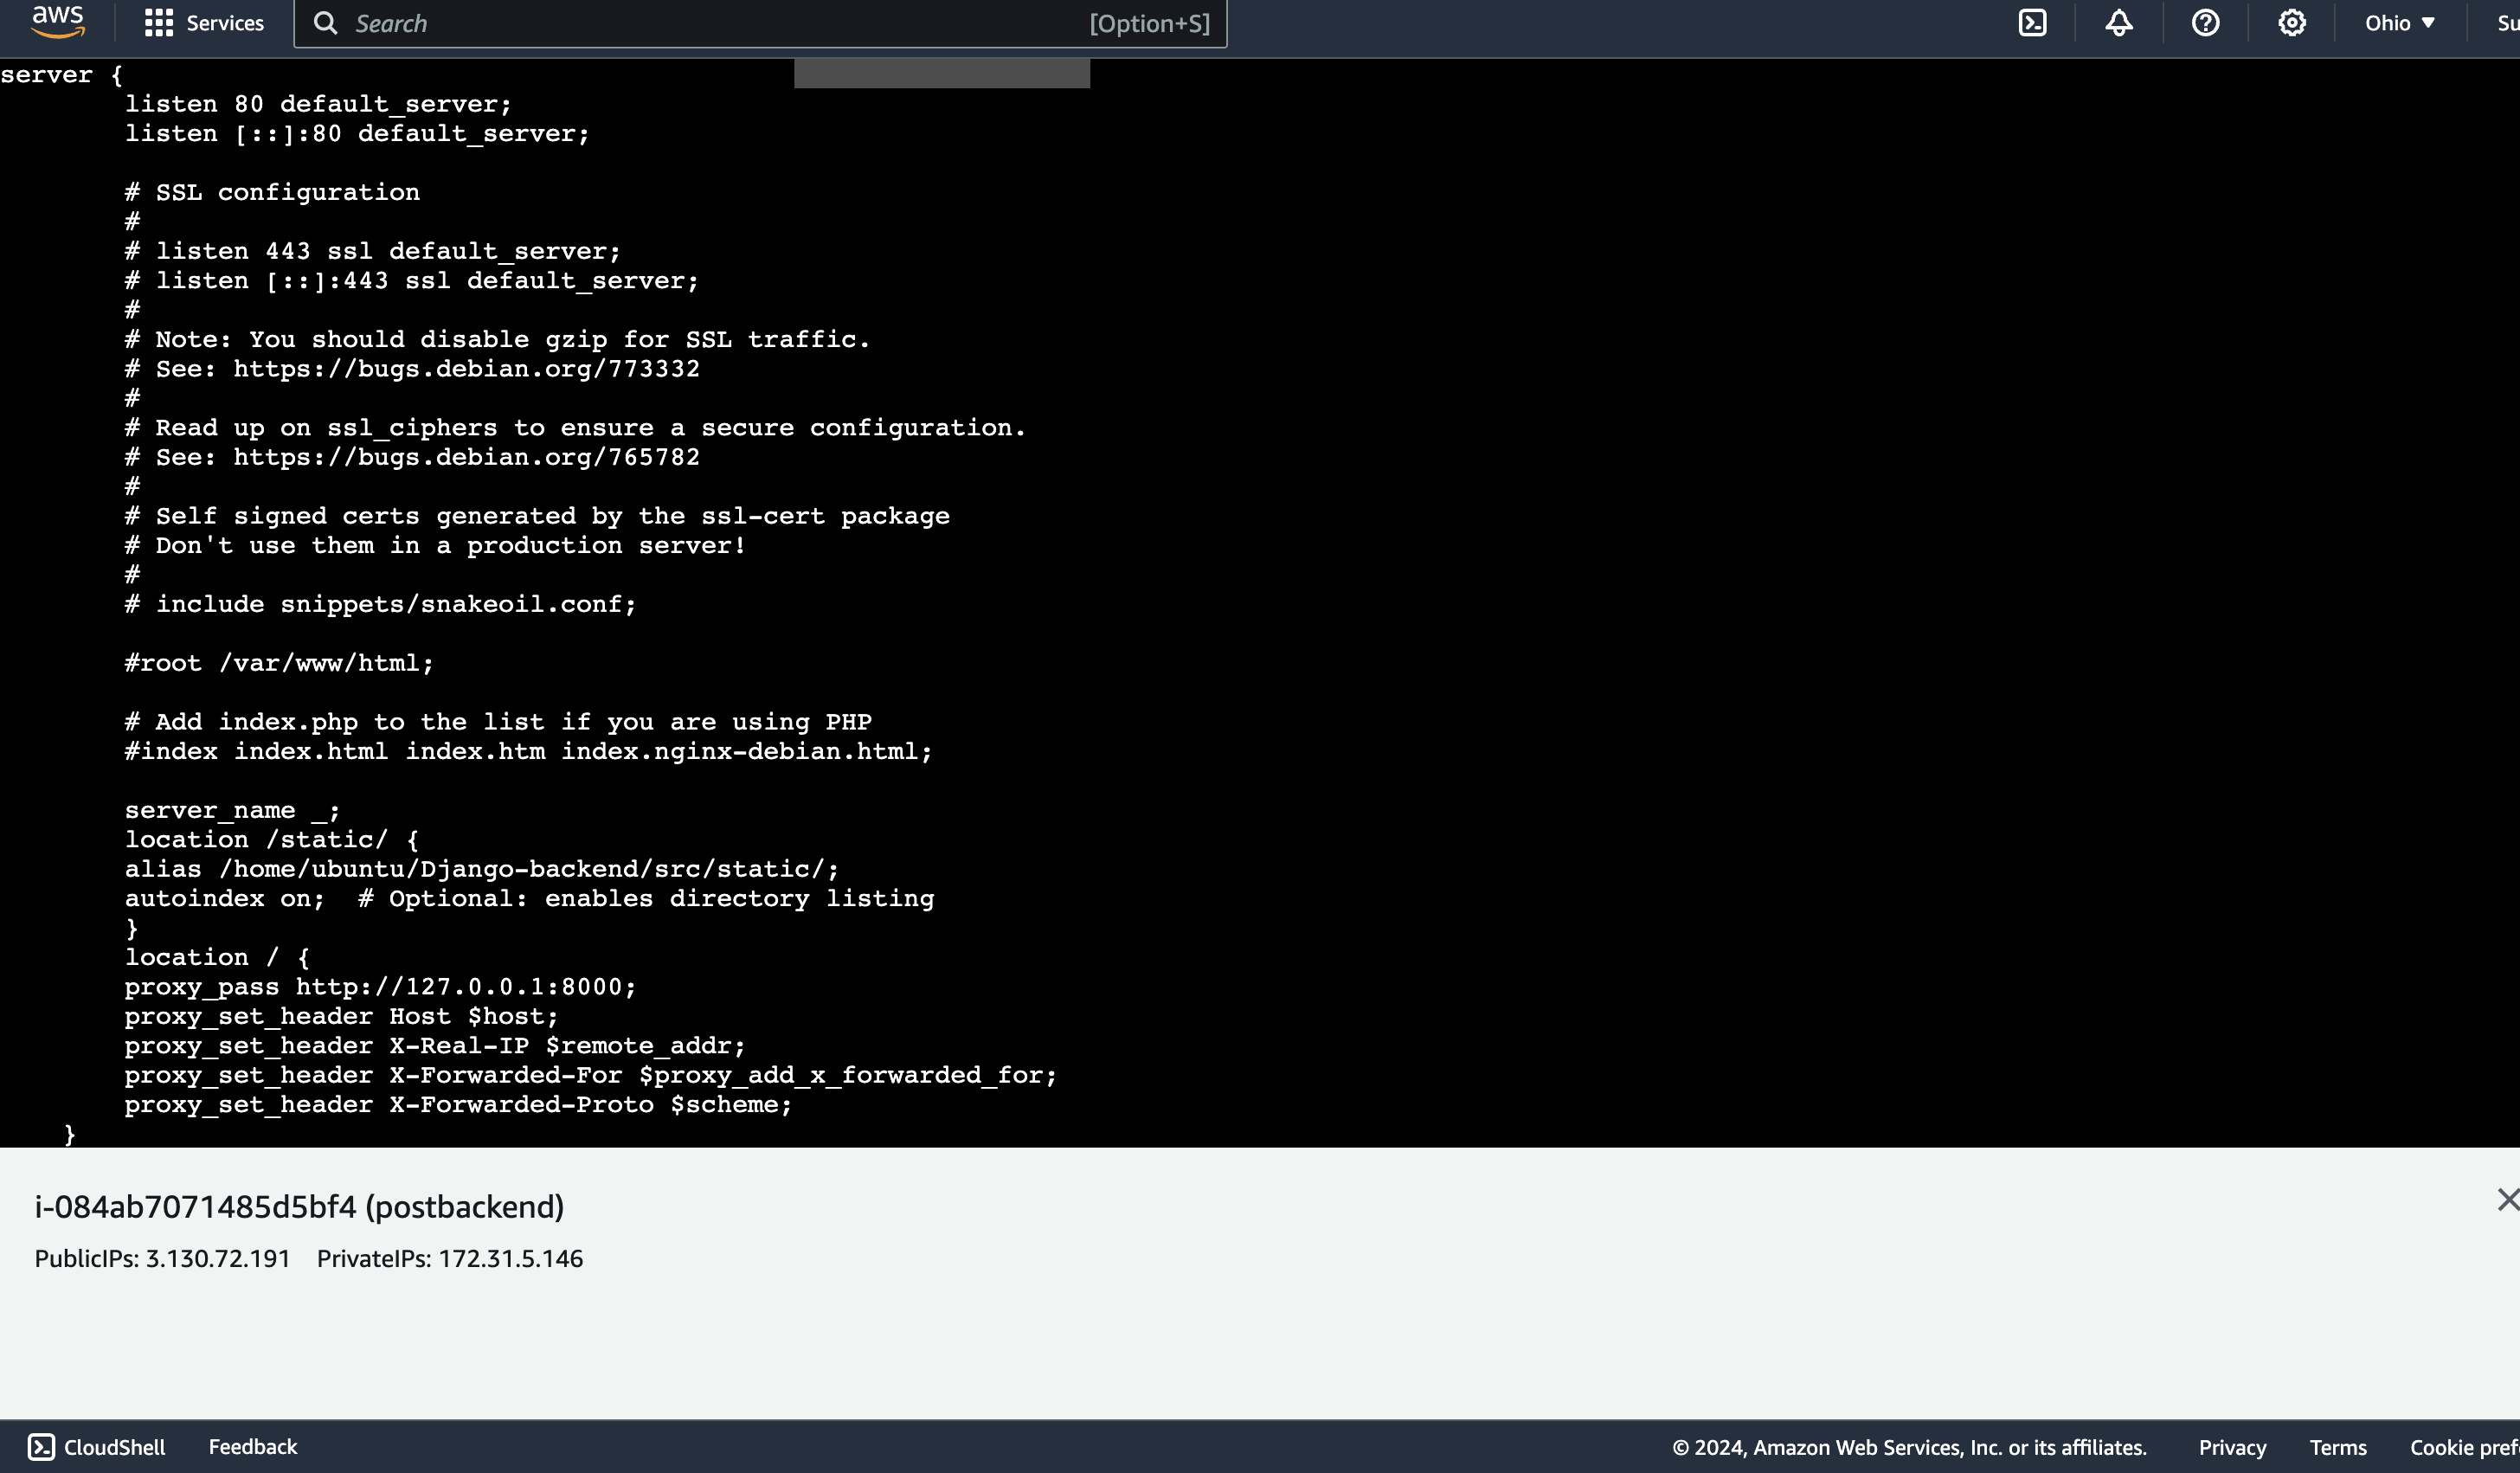 aws Services Search [Option+S] Ohio Su
server {
        listen 80 default_server;
        listen [::]:80 default_server;

        # SSL configuration
        #
        # listen 443 ssl default_server;
        # listen [::]:443 ssl default_server;
        #
        # Note: You should disable gzip for SSL traffic.
        # See: https://bugs.debian.org/773332
        #
        # Read up on ssl_ciphers to ensure a secure configuration.
        # See: https://bugs.debian.org/765782
        #
        # Self signed certs generated by the ssl-cert package
        # Don't use them in a production server!
        #
        # include snippets/snakeoil.conf;

        #root /var/www/html;

        # Add index.php to the list if you are using PHP
        #index index.html index.htm index.nginx-debian.html;

        server_name _;
        location /static/ {
        alias /home/ubuntu/Django-backend/src/static/;
        autoindex on;  # Optional: enables directory listing
        }
        location / {
        proxy_pass http://127.0.0.1:8000;
        proxy_set_header Host $host;
        proxy_set_header X-Real-IP $remote_addr;
        proxy_set_header X-Forwarded-For $proxy_add_x_forwarded_for;
        proxy_set_header X-Forwarded-Proto $scheme;
    }
i-084ab7071485d5bf4 (postbackend)
PublicIPs: 3.130.72.191 PrivateIPs: 172.31.5.146
CloudShell Feedback © 2024, Amazon Web Services, Inc. or its affiliates. Privacy Terms Cookie pref